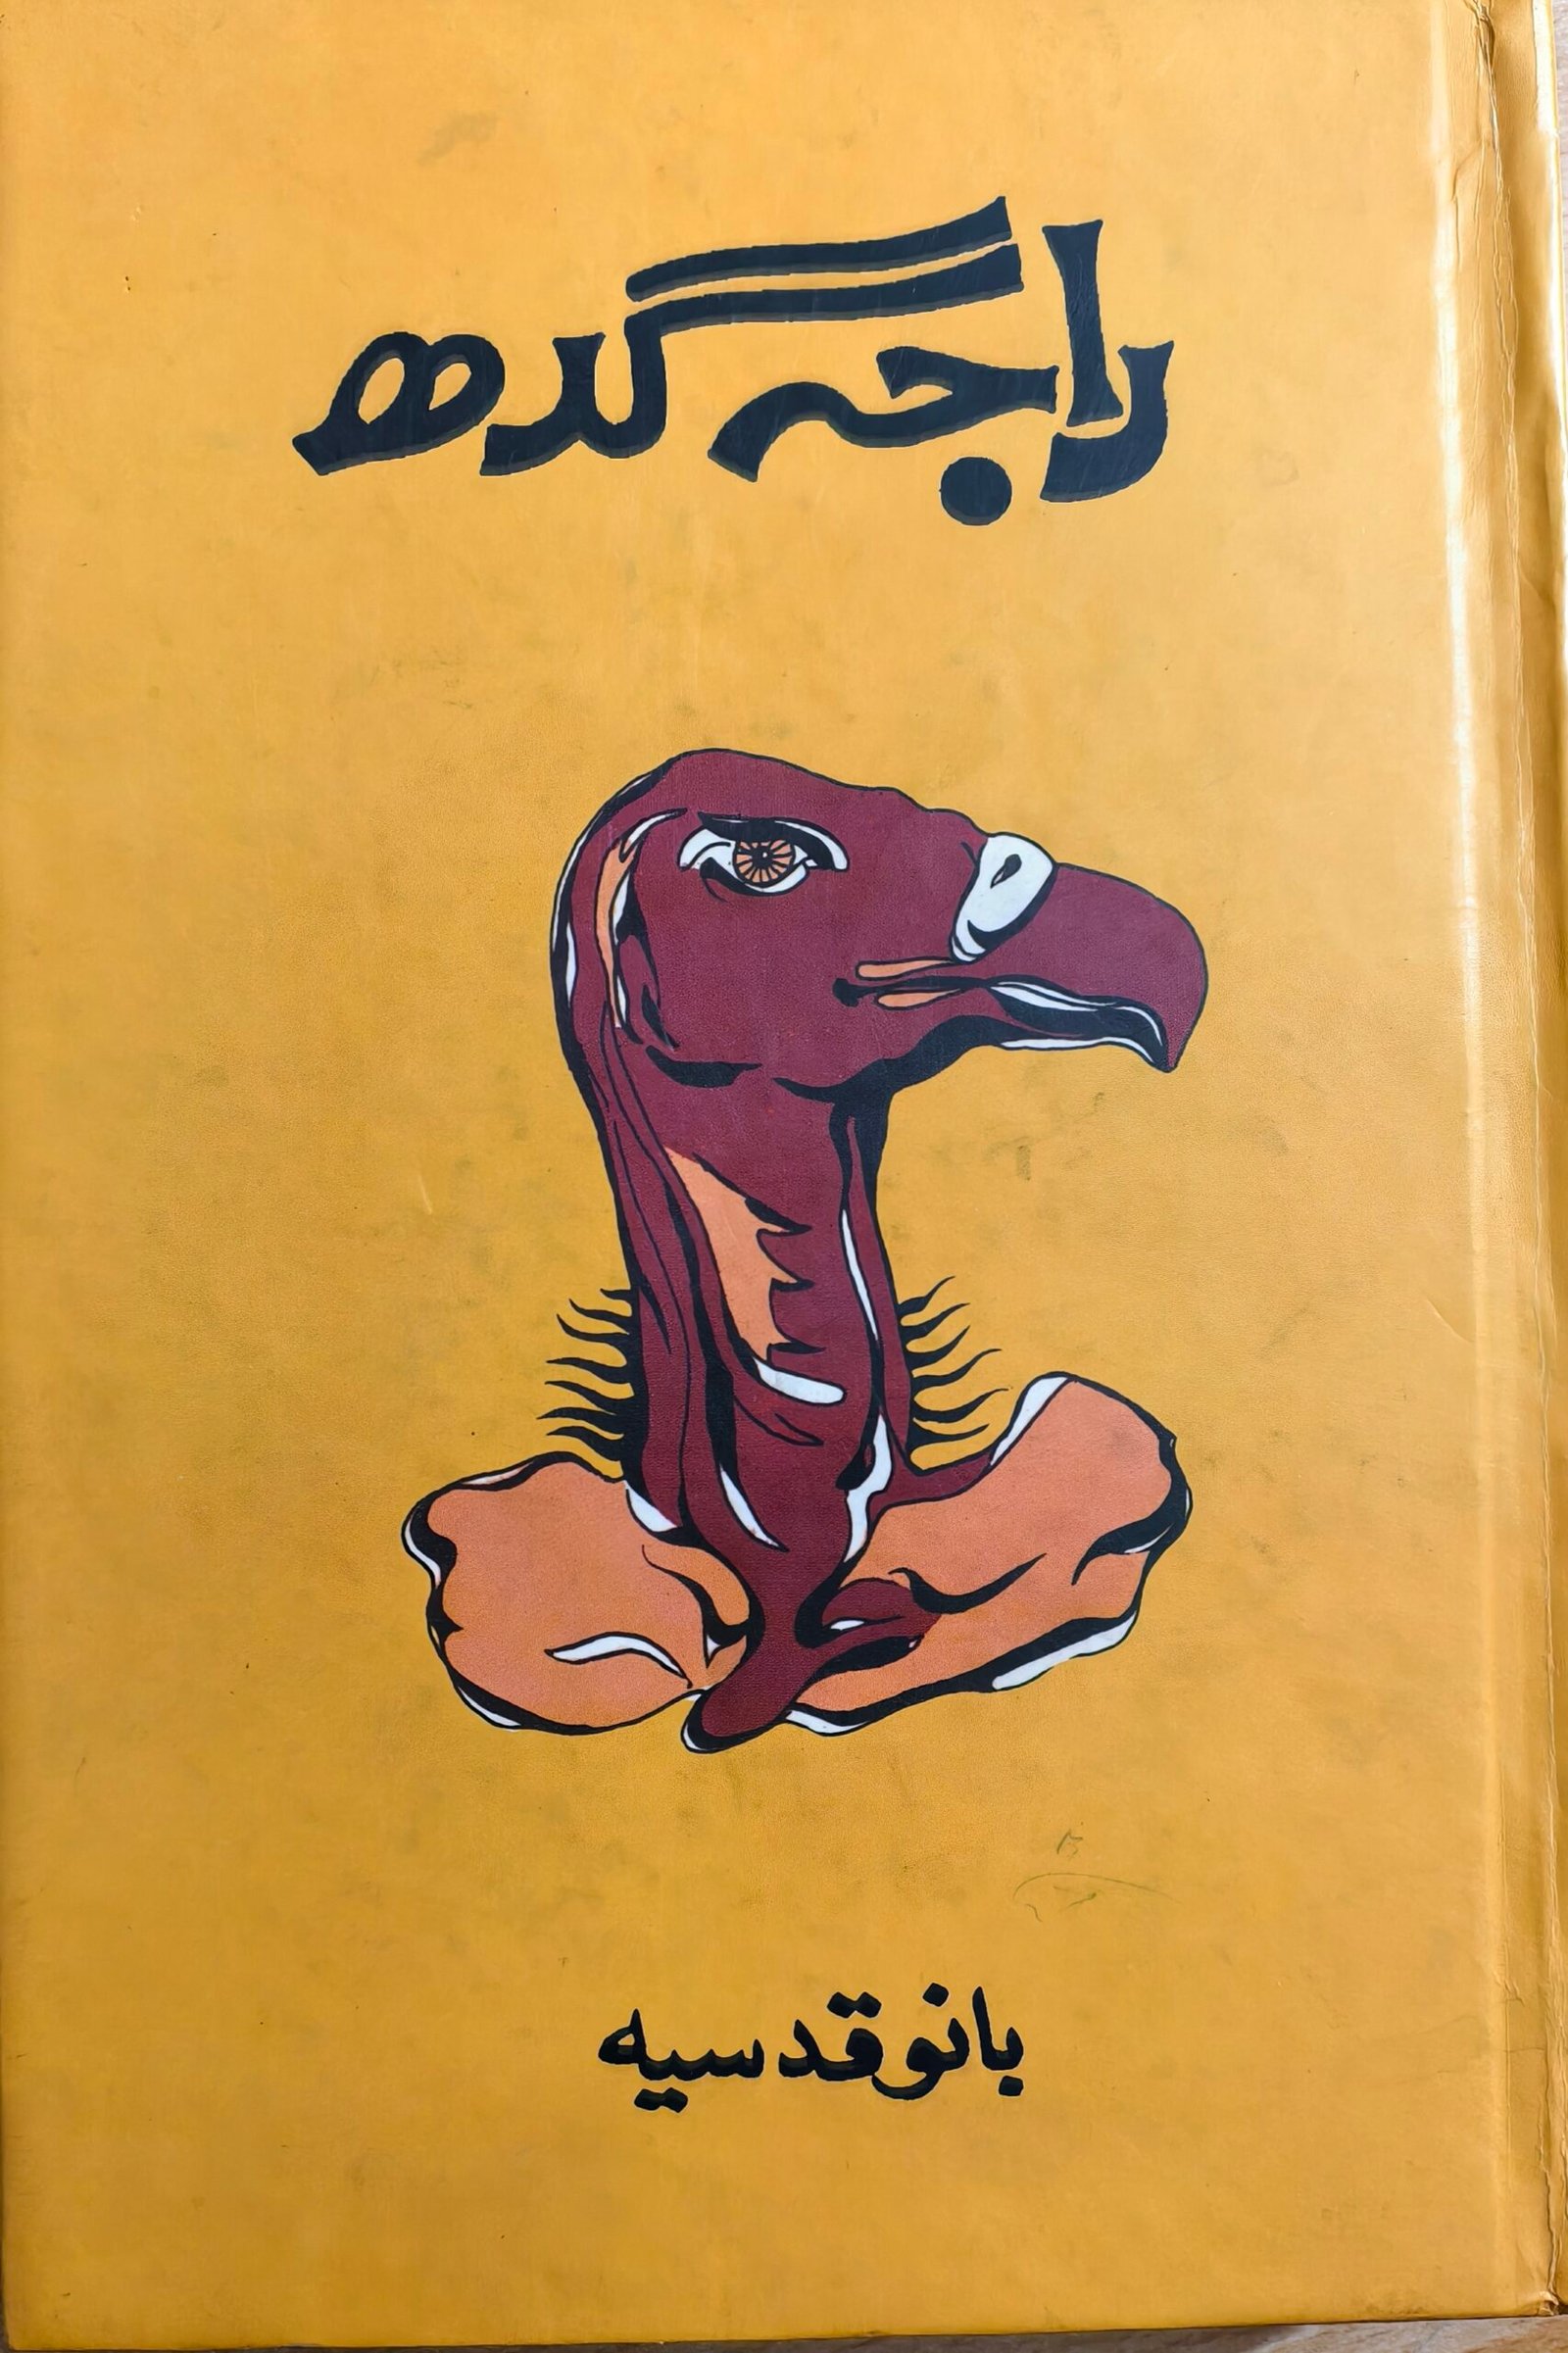 راجہ گدھ
بانو قدسیہ